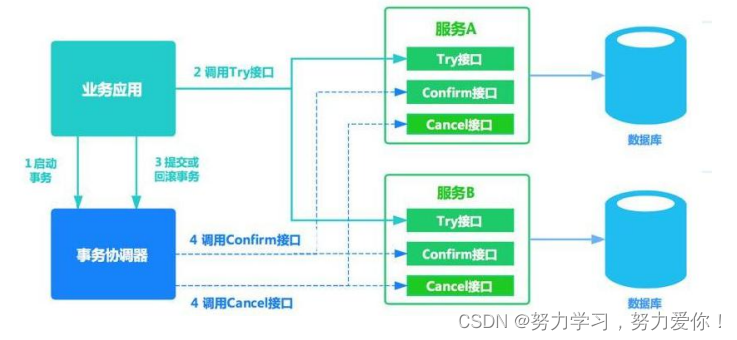 服务A
Try接口
2 调用Try接口
业务应用
Confirm接口
Cancel接口
数据库
1 启动
事务
3 提交或
回滚事务
服务B
Try接口
4 调用Confirm接口
事务协调器
Confirm接口
Cancel接口
4 调用Cancel接口
数据库
CSDN @努力学习，努力爱你！